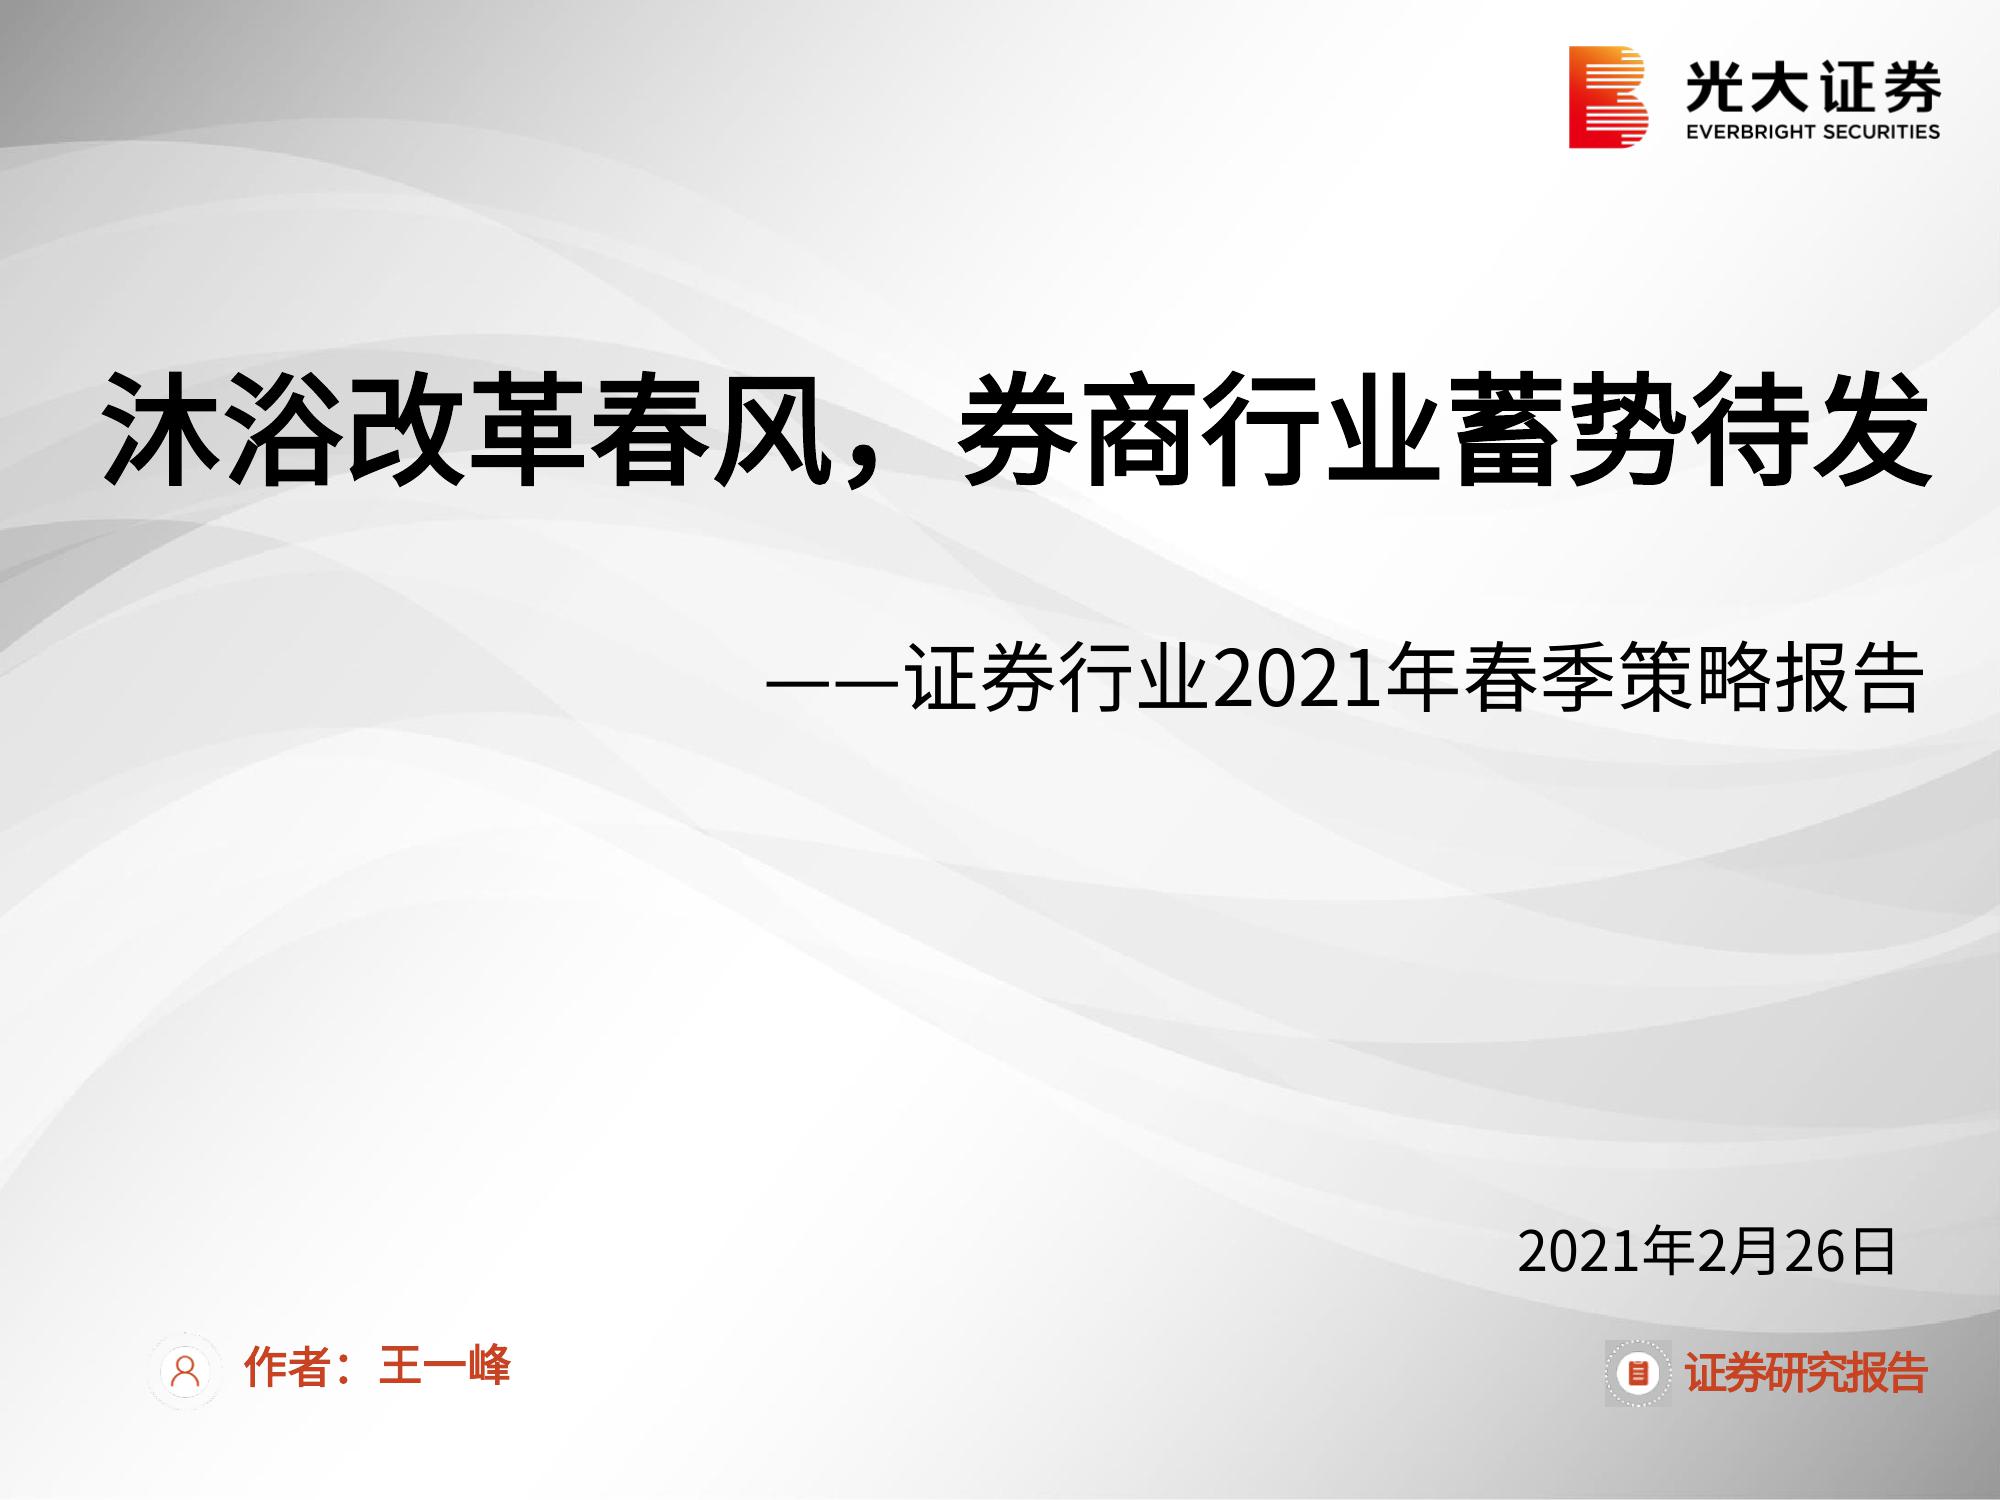 光大证券
EVERBRIGHT SECURITIES
沐浴改革春风，券商行业蓄势待发
——证券行业2021年春季策略报告
2021年2月26日
作者：王一峰
证券研究报告